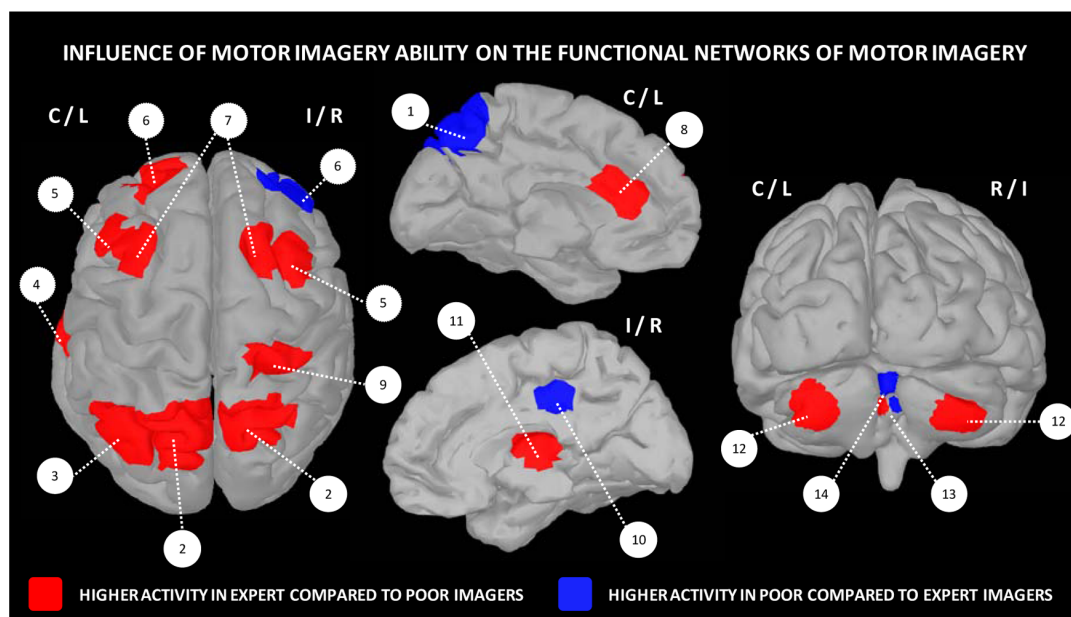 INFLUENCE OF MOTOR IMAGERY ABILITY ON THE FUNCTIONAL NETWORKS OF MOTOR IMAGERY
C / L
I / R
6
7
6
5
5
4
9
3
2
2
C / L
1
8
I / R
11
10
C / L
R / I
12
12
14
13
HIGHER ACTIVITY IN EXPERT COMPARED TO POOR IMAGERS
HIGHER ACTIVITY IN POOR COMPARED TO EXPERT IMAGERS